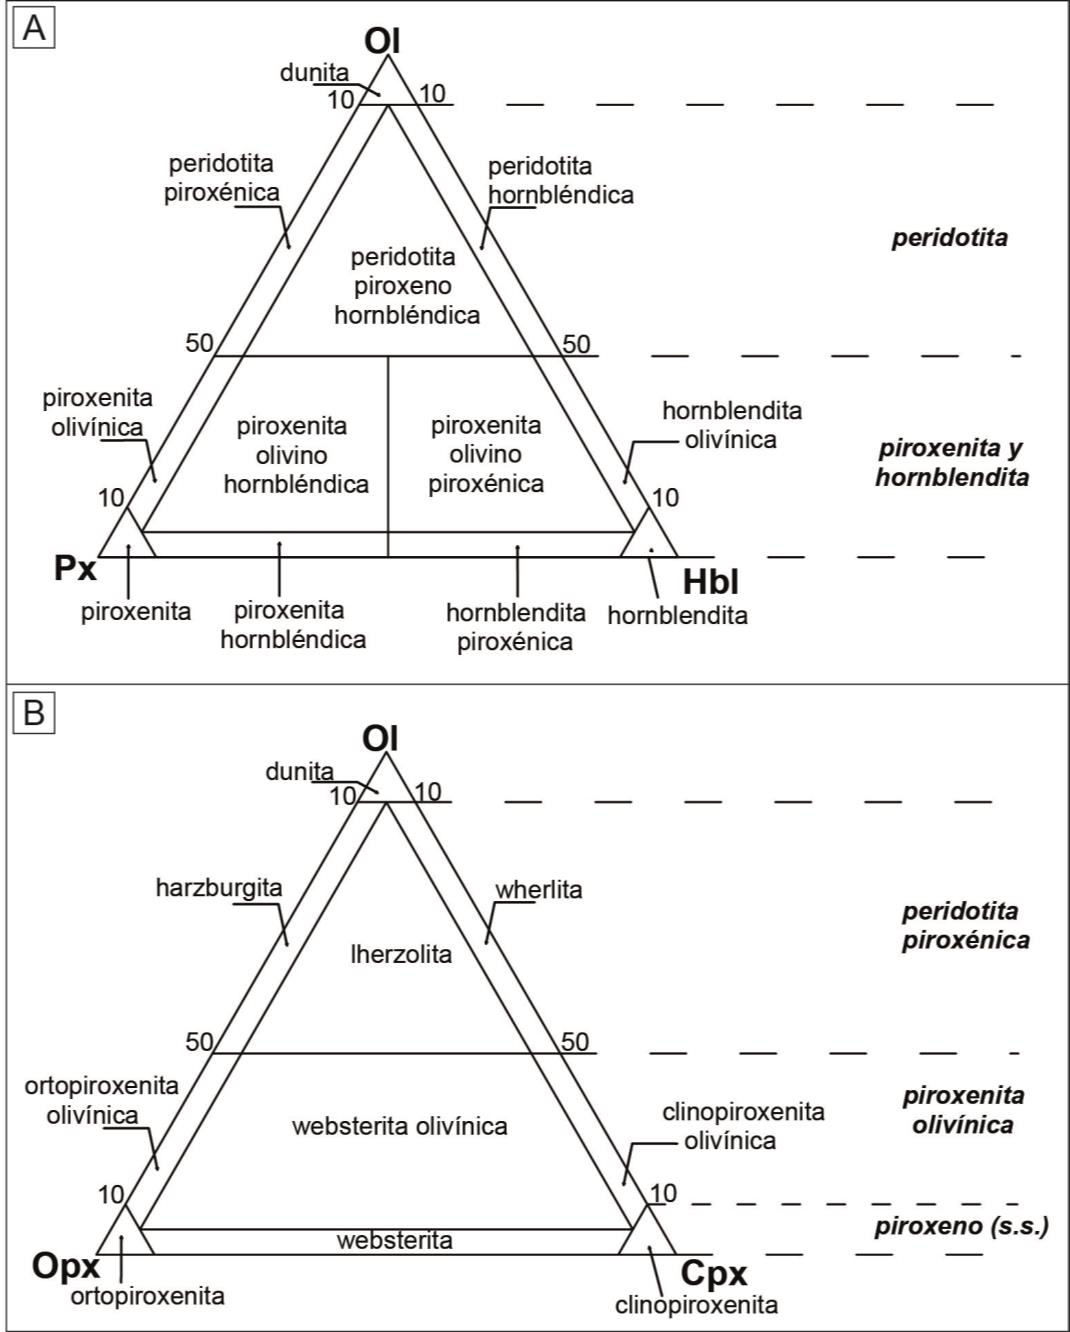 A
Ol
dunita
10
10
peridotita
piroxénica
peridotita
hornbléndica
peridotita
peridotita
piroxeno
hornbléndica
50
50
piroxenita
olivínica
piroxenita
olivino
hornbléndica
piroxenita
olivino
piroxénica
hornblendita
olivínica
piroxenita y
hornblendita
10
10
Px
Hbl
piroxenita
piroxenita
hornbléndica
hornblendita
piroxénica
hornblendita
B
Ol
dunita
10
10
harzburgita
wherlita
peridotita
piroxénica
lherzolita
50
50
ortopiroxenita
olivínica
websterita olivínica
clinopiroxenita
olivínica
piroxenita
olivínica
10
10
piroxeno (s.s.)
websterita
Opx
Cpx
ortopiroxenita
clinopiroxenita